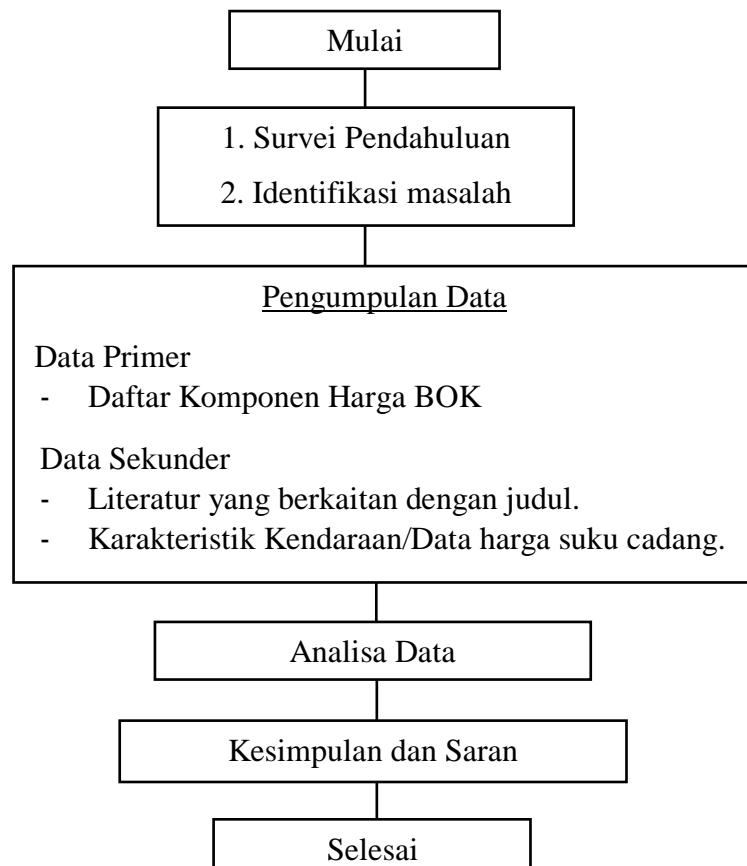 Mulai
1. Survei Pendahuluan
2. Identifikasi masalah
Pengumpulan Data
Data Primer
- Daftar Komponen Harga BOK
Data Sekunder
- Literatur yang berkaitan dengan judul.
- Karakteristik Kendaraan/Data harga suku cadang.
Analisa Data
Kesimpulan dan Saran
Selesai